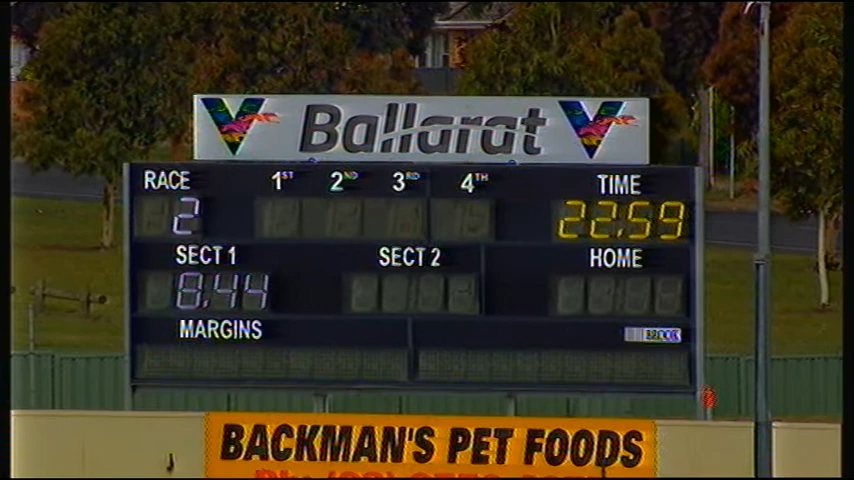 Ballarat
RACE 1ST 2ND 3RD 4TH TIME
2 22.59
SECT 1 SECT 2 HOME
8.44
MARGINS
BACKMAN'S PET FOODS